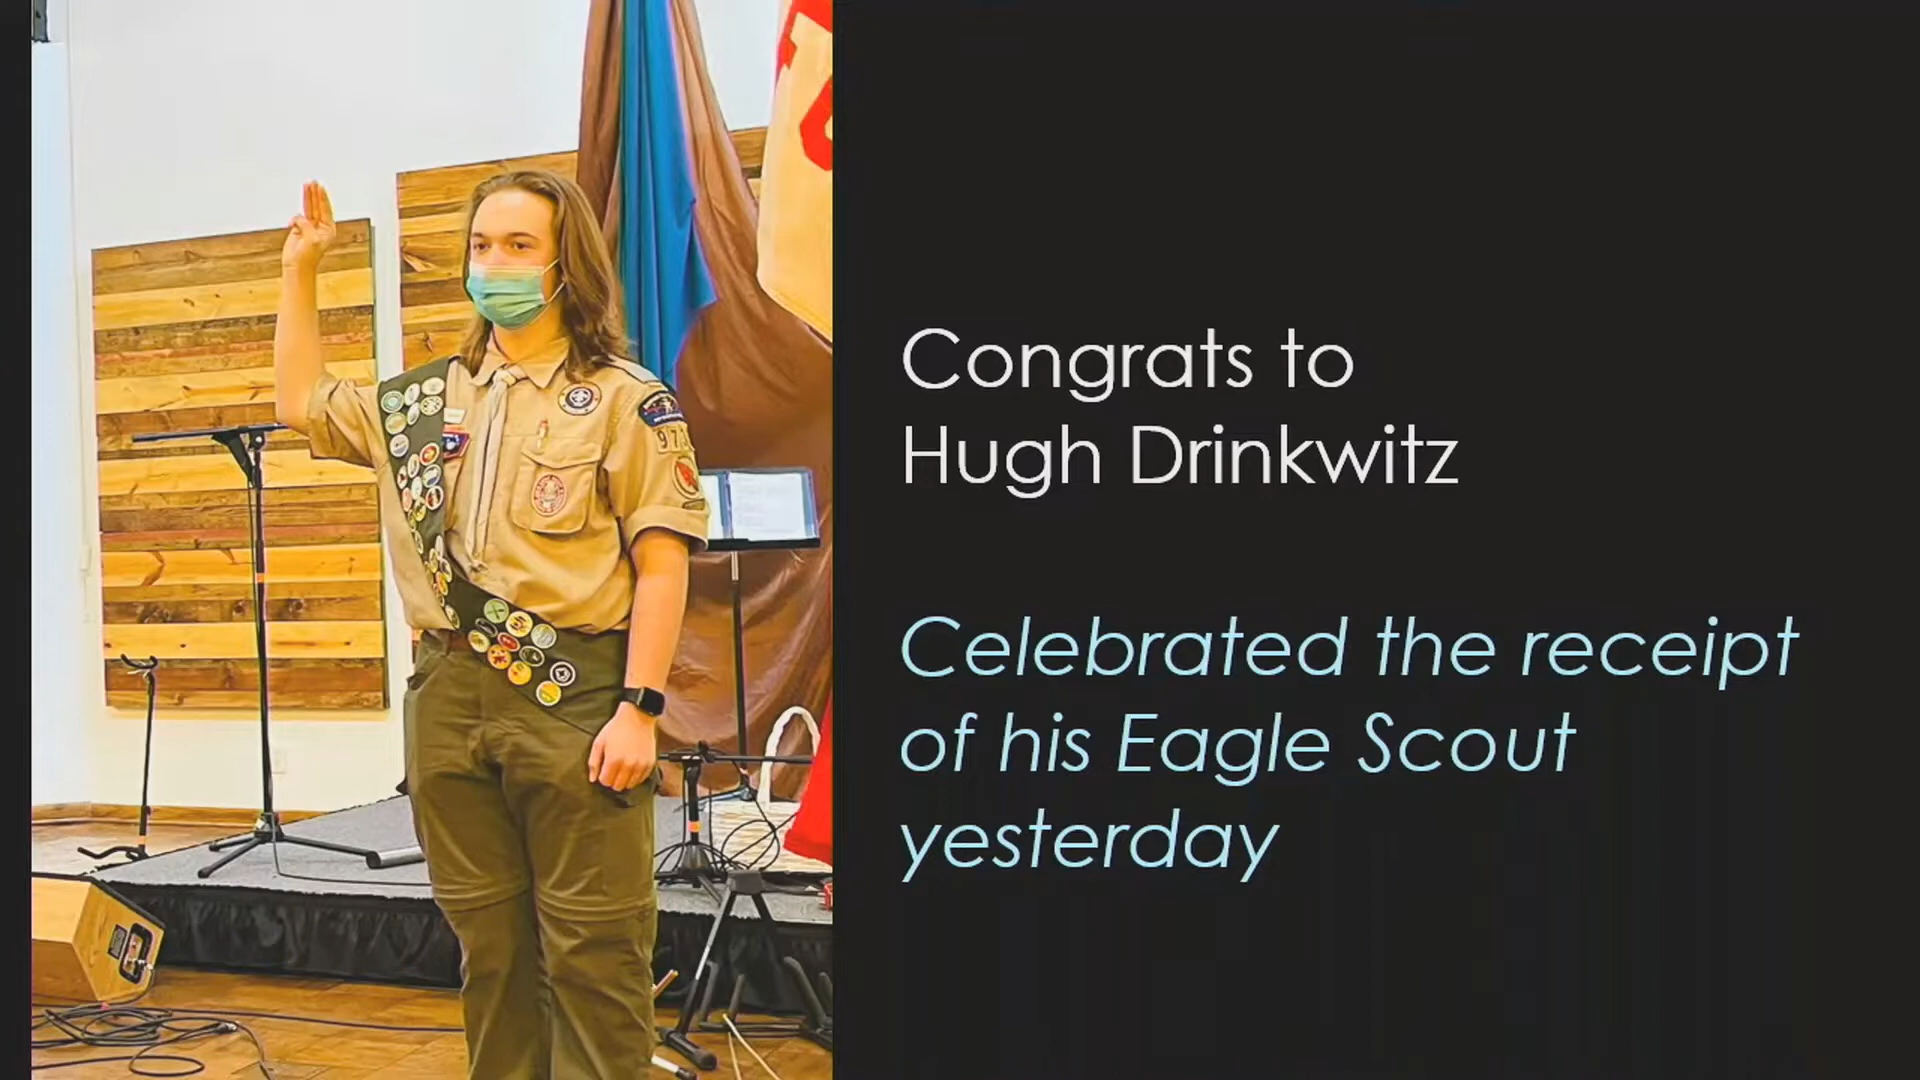 Congrats to
Hugh Drinkwitz
Celebrated the receipt
of his Eagle Scout
yesterday